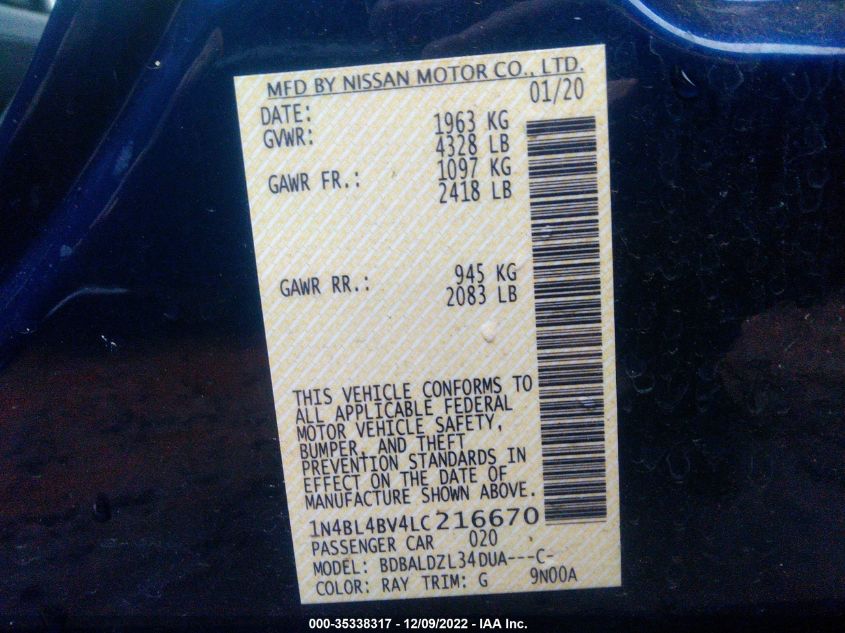 MFD BY NISSAN MOTOR CO., LTD.
DATE: 01/20
GVWR: 1963 KG
4328 LB
GAWR FR.: 1097 KG
2418 LB
GAWR RR.: 945 KG
2083 LB
THIS VEHICLE CONFORMS TO
ALL APPLICABLE FEDERAL
MOTOR VEHICLE SAFETY,
BUMPER, AND THEFT
PREVENTION STANDARDS IN
EFFECT ON THE DATE OF
MANUFACTURE SHOWN ABOVE.
1N4BL4BV4LC216670
PASSENGER CAR 020
MODEL: BDBALDZL34DUA---C-
COLOR: RAY TRIM: G 9N00A
000-35338317 - 12/09/2022 - IAA Inc.